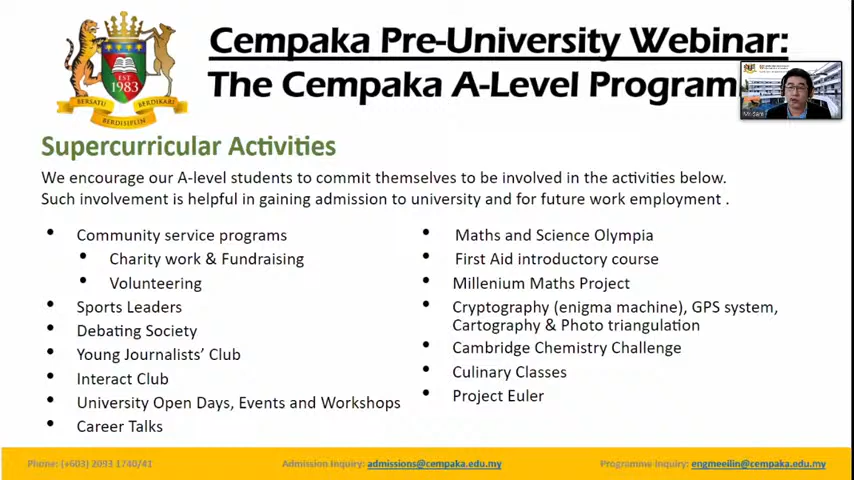 Cempaka Pre-University Webinar:
The Cempaka A-Level Program
EST
1983
BERSATU
BERDIKARI
BERDISIPLIN
Supercurricular Activities
We encourage our A-level students to commit themselves to be involved in the activities below.
Such involvement is helpful in gaining admission to university and for future work employment .
• Community service programs
• Charity work & Fundraising
• Volunteering
• Sports Leaders
• Debating Society
• Young Journalists’ Club
• Interact Club
• University Open Days, Events and Workshops
• Career Talks
• Maths and Science Olympia
• First Aid introductory course
• Millenium Maths Project
• Cryptography (enigma machine), GPS system,
Cartography & Photo triangulation
• Cambridge Chemistry Challenge
• Culinary Classes
• Project Euler
Phone: (+603) 2093 1740/41
Admission Inquiry: admissions@cempaka.edu.my
Programme Inquiry: engmeeilin@cempaka.edu.my